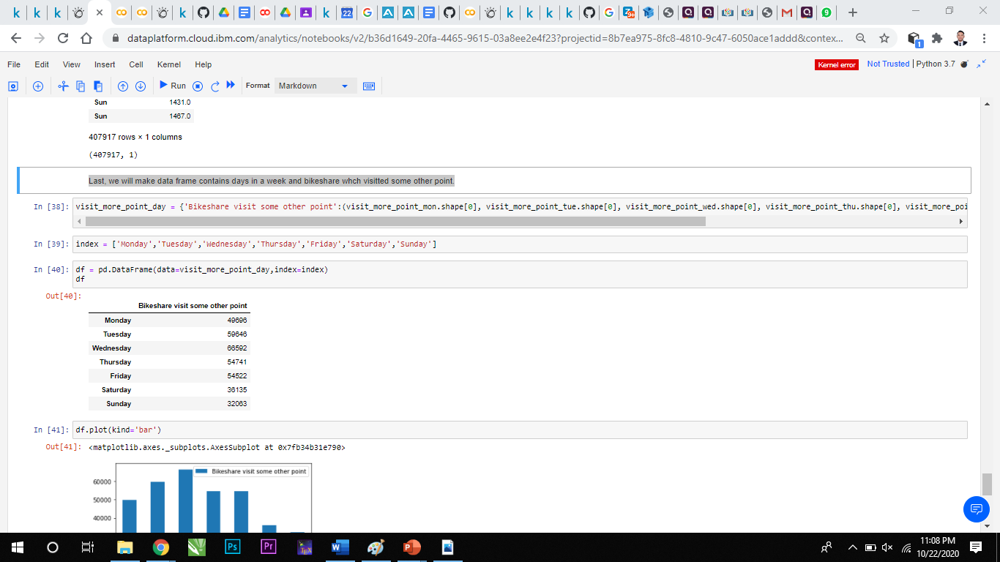 22
9+
9
dataplatform.cloud.ibm.com/analytics/notebooks/v2/b36d1649-20fa-4465-9615-03a8ee2e4f23?projectid=8b7ea975-8fc8-4810-9c47-6050ace1addd&contex...
1
File Edit View Insert Cell Kernel Help Kernel error Not Trusted Python 3.7
Run Format Markdown
Sun 1431.0
Sun 1467.0
407917 rows × 1 columns
(407917, 1)
Last, we will make data frame contains days in a week and bikeshare whch visitted some other point.
In [38]: visit_more_point_day = {'Bikeshare visit some other point':(visit_more_point_mon.shape[0], visit_more_point_tue.shape[0], visit_more_point_wed.shape[0], visit_more_point_thu.shape[0], visit_more_poi
In [39]: index = ['Monday','Tuesday','Wednesday','Thursday','Friday','Saturday','Sunday']
In [40]: df = pd.DataFrame(data=visit_more_point_day,index=index)
df
Out[40]:
Bikeshare visit some other point
Monday 49696
Tuesday 59646
Wednesday 66592
Thursday 54741
Friday 54522
Saturday 36135
Sunday 32063
In [41]: df.plot(kind='bar')
Out[41]: <matplotlib.axes._subplots.AxesSubplot at 0x7fb34b31e790>
Bikeshare visit some other point
60000
50000
40000
Ps
Pr
11:08 PM
10/22/2020